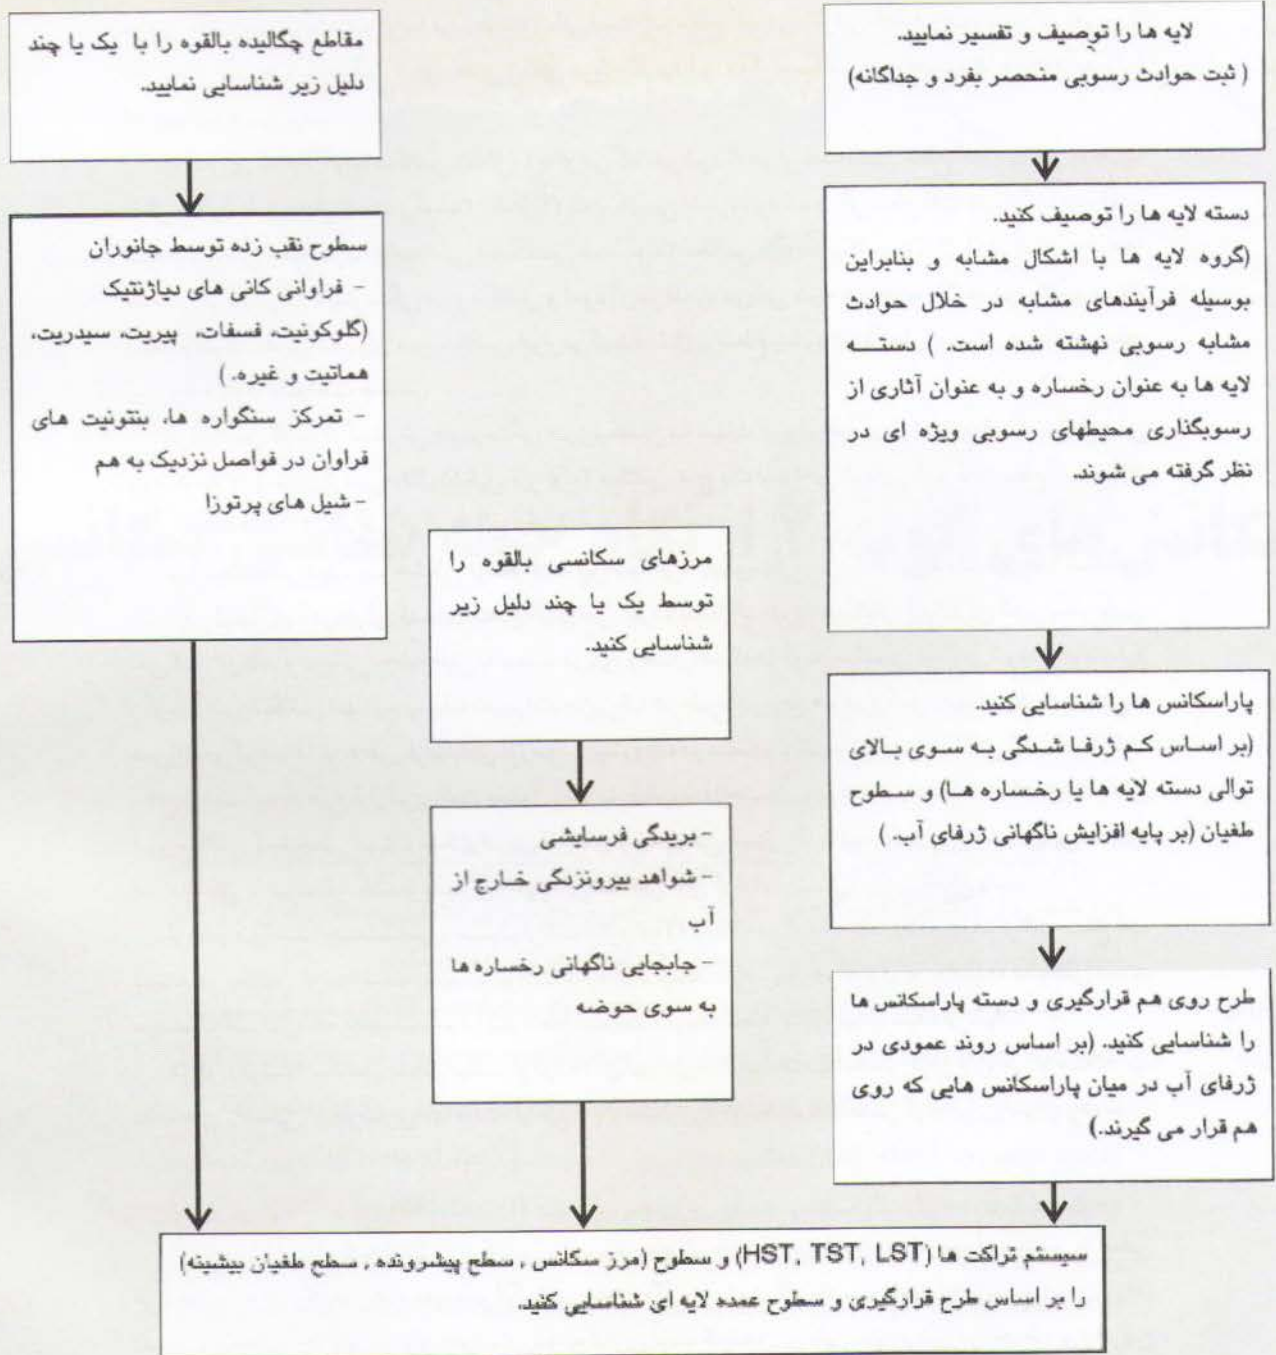 لایه ها را توصیف و تفسیر نمایید.
( ثبت حوادث رسوبی منحصر بفرد و جداگانه)
دسته لایه ها را توصیف کنید.
(گروه لایه ها با اشکال مشابه و بنابراین
بوسیله فرآیندهای مشابه در خلال حوادث
مشابه رسوبی نهشته شده است. ) دسته
لایه ها به عنوان رخساره و به عنوان آثاری از
رسوبگذاری محیطهای رسوبی ویژه ای در
نظر گرفته می شوند.
پاراسکانس ها را شناسایی کنید.
(بر اساس کم ژرفا شدگی به سوی بالای
توالی دسته لایه ها یا رخساره ها) و سطوح
طغیان (بر پایه افزایش ناگهانی ژرفای آب. )
طرح روی هم قرارگیری و دسته پاراسکانس ها
را شناسایی کنید. (بر اساس روند عمودی در
ژرفای آب در میان پاراسکانس هایی که روی
هم قرار می گیرند.)
مرزهای سکانسی بالقوه را
توسط یک یا چند دلیل زیر
شناسایی کنید.
- بریدگی فرسایشی
- شواهد بیرونزدگی خارج از
آب
- جابجایی ناگهانی رخساره ها
به سوی حوضه
مقاطع چگالیده بالقوه را با یک یا چند
دلیل زیر شناسایی نمایید.
سطوح نقب زده توسط جانوران
- فراوانی کانی های دیاژنتیک
(گلوکونیت، فسفات، پیریت، سیدریت،
هماتیت و غیره. )
- تمرکز سنگواره ها، بنتونیت های
فراوان در فواصل نزدیک به هم
- شیل های پرتوزا
سیستم تراکت ها (HST, TST, LST) و سطوح (مرز سکانس , سطح پیشرونده , سطح طغیان بیشینه)
را بر اساس طرح قرارگیری و سطوح عمده لایه ای شناسایی کنید.